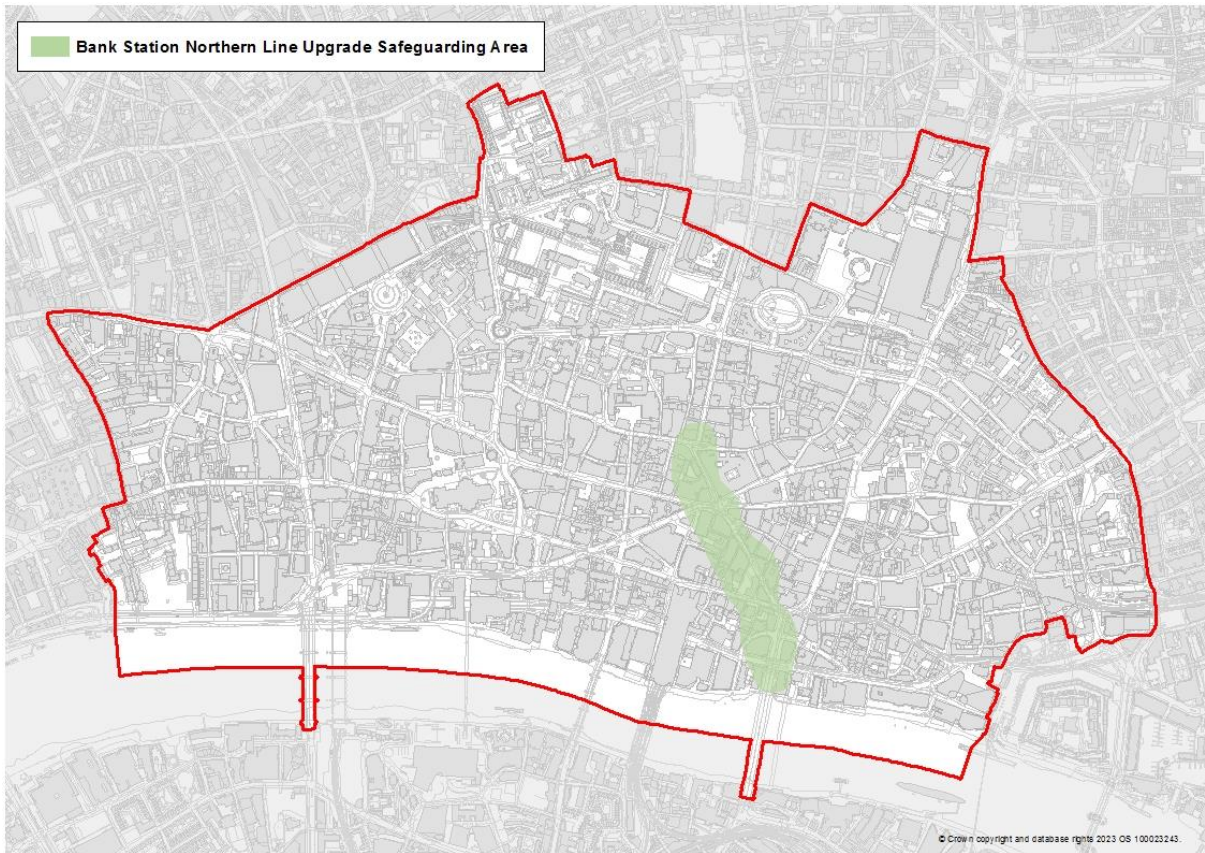 Bank Station Northern Line Upgrade Safeguarding Area
© Crown copyright and database rights 2023 OS 100023243.